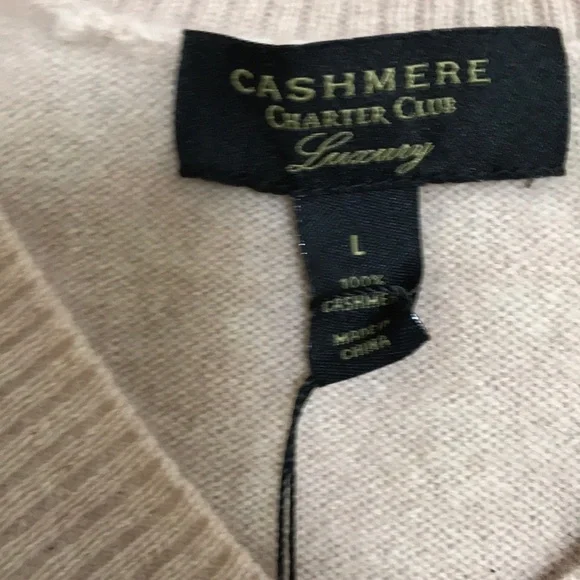 CASHMERE
CHARTER CLUB
Luxury
L
100%
CASHMERE
MADE IN
CHINA